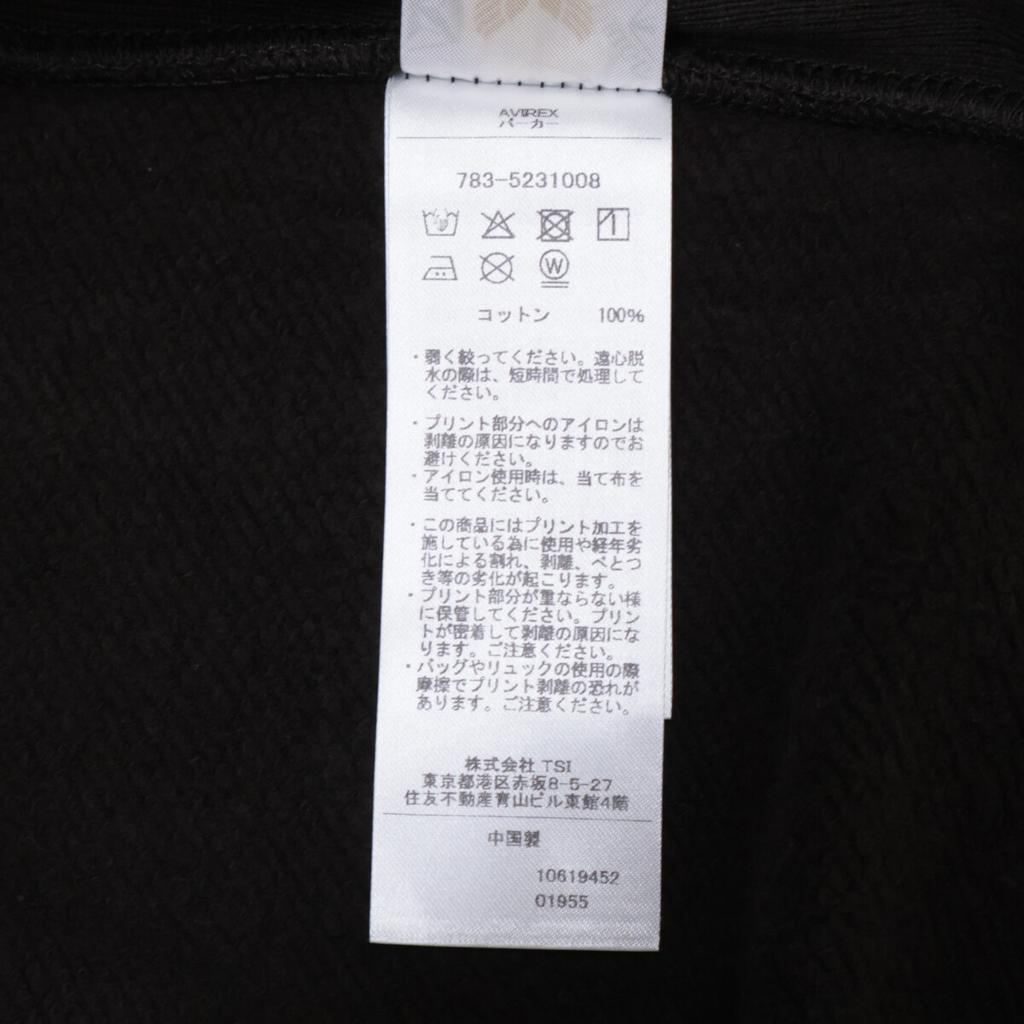 AVIREX
パーカー
783-5231008
W
コットン 100%
・弱く絞ってください。遠心脱
水の際は、短時間で処理して
ください。
・プリント部分へのアイロンは
剥離の原因になりますのでお
避けください。
・アイロン使用時は、当て布を
当ててください。
・この商品にはプリント加工を
施している為に使用や経年劣
化による割れ、剥離、べとつ
き等の劣化が起こります。
・プリント部分が重ならない様
に保管してください。プリン
トが密着して剥離の原因にな
ります。ご注意ください。
・バッグやリュックの使用の際
摩擦でプリント剥離の恐れが
あります。ご注意ください。
株式会社 TSI
東京都港区赤坂8-5-27
住友不動産青山ビル東館4階
中国製
10619452
01955